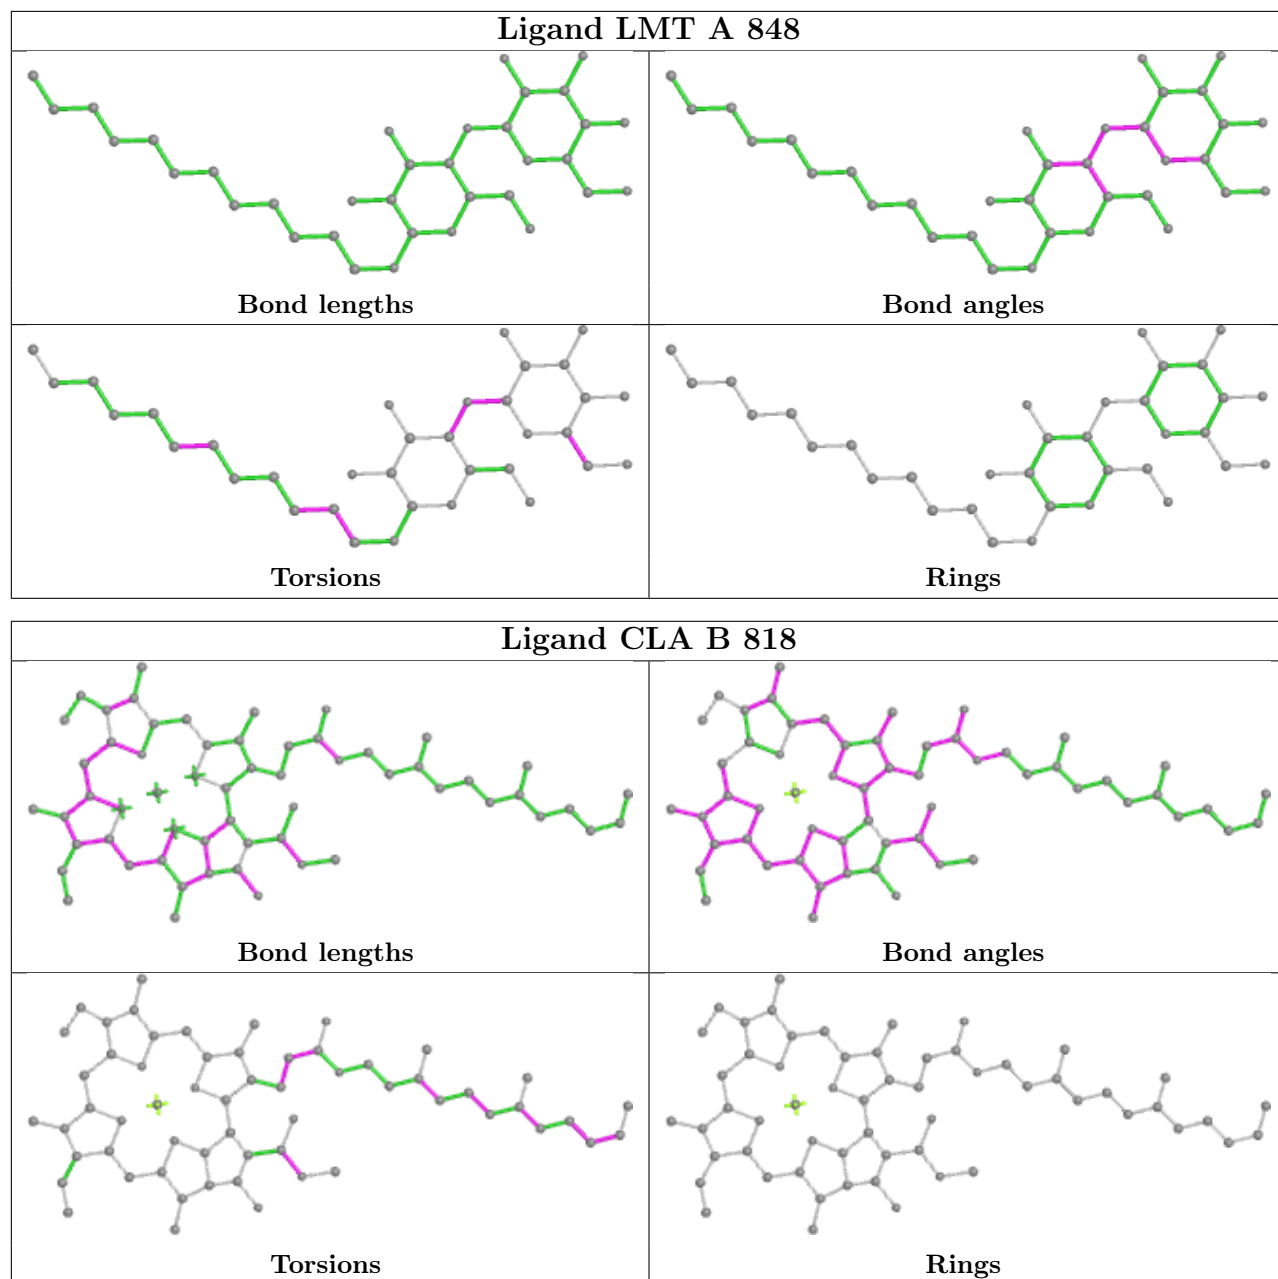 Ligand LMT A 848
Bond lengths
Bond angles
Torsions
Rings
Ligand CLA B 818
Bond lengths
Bond angles
Torsions
Rings